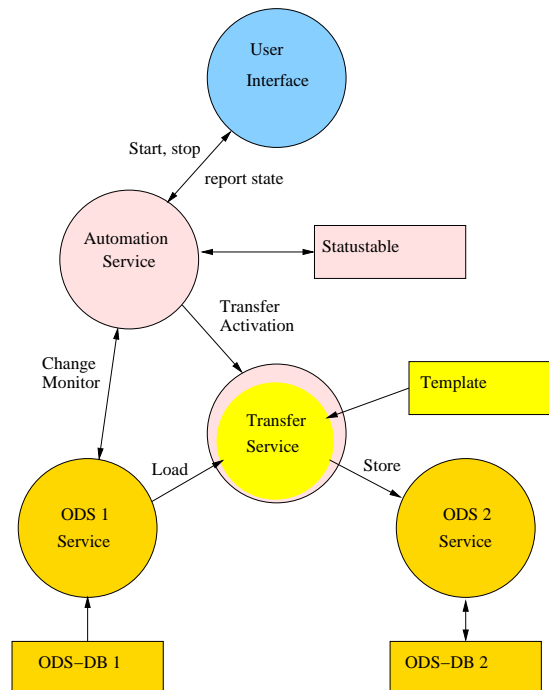 User
Interface
Start, stop
report state
Automation
Service
Statustable
Transfer
Activation
Change
Monitor
Template
Transfer
Service
Load
Store
ODS 1
Service
ODS 2
Service
ODS−DB 1
ODS−DB 2